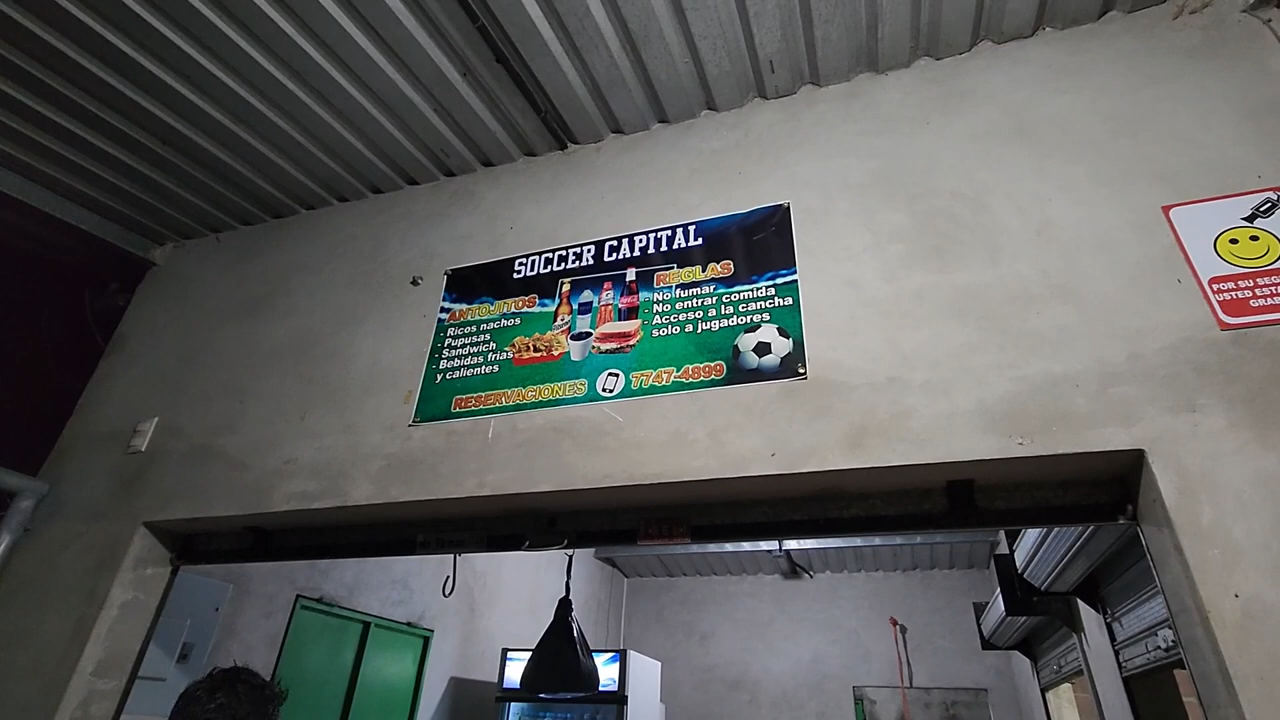 SOCCER CAPITAL
ANTOJITOS
- Ricos nachos
- Pupusas
- Sandwich
- Bebidas frias
y calientes
REGLAS
- No fumar
- No entrar comida
- Acceso a la cancha
solo a jugadores
RESERVACIONES 7747-4899
POR SU SEG
USTED EST
GRA